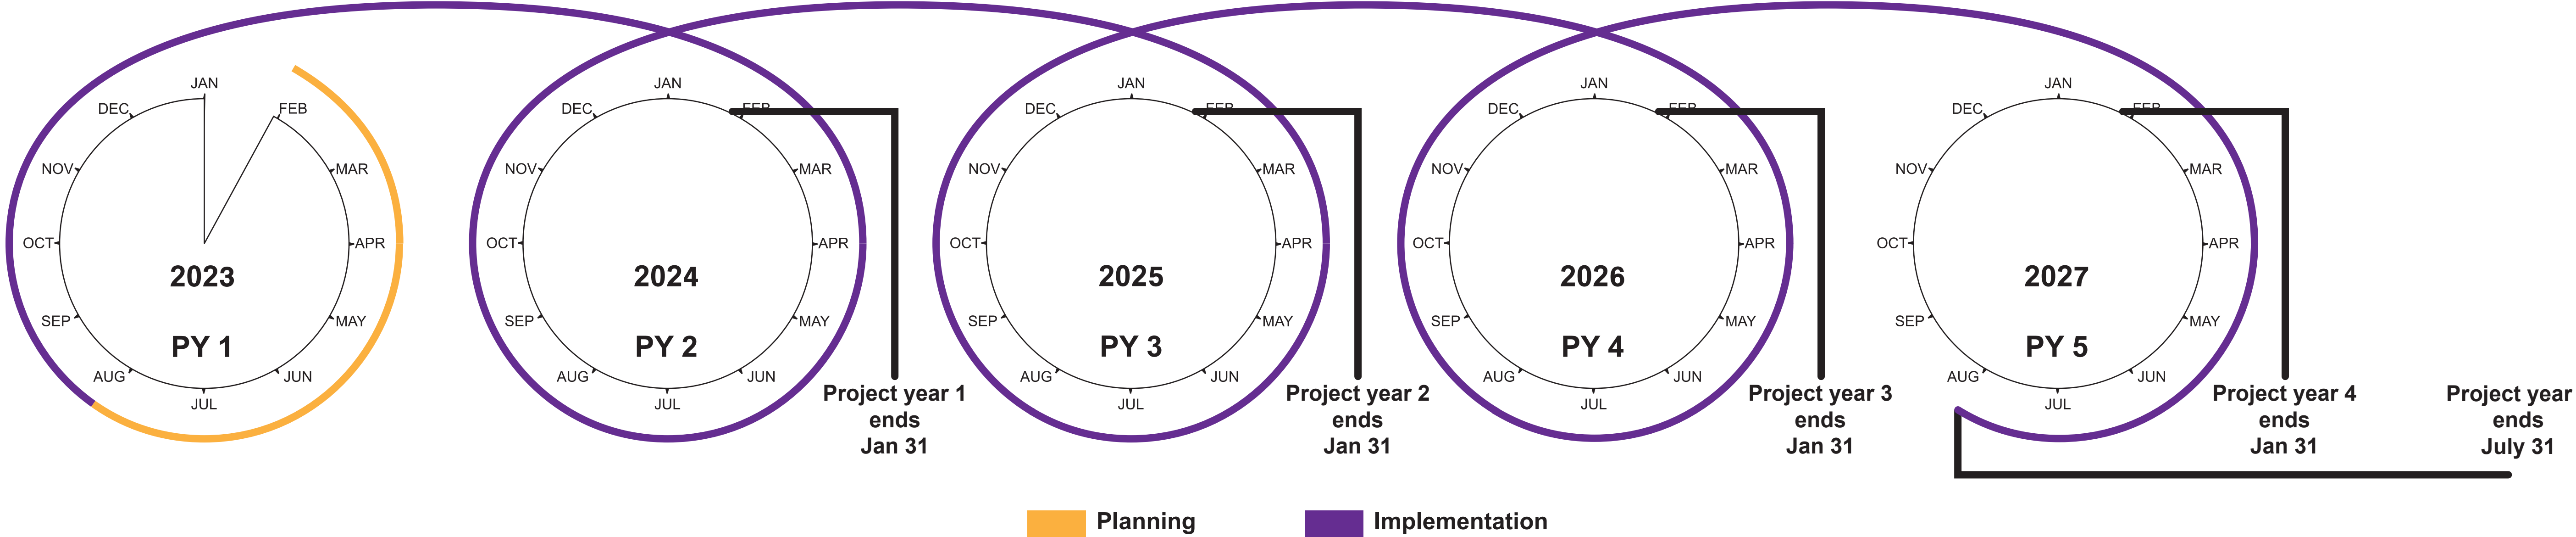 JAN
FEB
MAR
APR
MAY
JUN
JUL
AUG
SEP
OCT
NOV
DEC
2023
PY 1
JAN
FEB
MAR
APR
MAY
JUN
JUL
AUG
SEP
OCT
NOV
DEC
2024
PY 2
Project year 1
ends
Jan 31
JAN
FEB
MAR
APR
MAY
JUN
JUL
AUG
SEP
OCT
NOV
DEC
2025
PY 3
Project year 2
ends
Jan 31
JAN
FEB
MAR
APR
MAY
JUN
JUL
AUG
SEP
OCT
NOV
DEC
2026
PY 4
Project year 3
ends
Jan 31
JAN
FEB
MAR
APR
MAY
JUN
JUL
AUG
SEP
OCT
NOV
DEC
2027
PY 5
Project year 4
ends
Jan 31
Project year
ends
July 31
Planning
Implementation